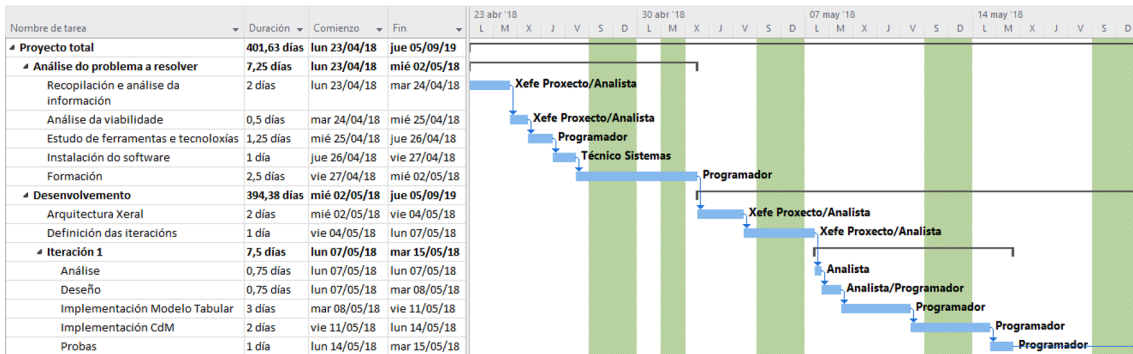 23 abr '18 30 abr '18 07 may '18 14 may '18
Nombre de tarea Duración Comienzo Fin L M X J V S D L M X J V S D L M X J V S D L M X J V S D
Proyecto total 401,63 días lun 23/04/18 jue 05/09/19
Análise do problema a resolver 7,25 días lun 23/04/18 mié 02/05/18
Recopilación e análise da 2 días lun 23/04/18 mar 24/04/18 Xefe Proxecto/Analista
información
Análise da viabilidade 0,5 días mar 24/04/18 mié 25/04/18 Xefe Proxecto/Analista
Estudo de ferramentas e tecnoloxías 1,25 días mié 25/04/18 jue 26/04/18 Programador
Instalación do software 1 día jue 26/04/18 vie 27/04/18 Técnico Sistemas
Formación 2,5 días vie 27/04/18 mié 02/05/18 Programador
Desenvolvemento 394,38 días mié 02/05/18 jue 05/09/19
Arquitectura Xeral 2 días mié 02/05/18 vie 04/05/18 Xefe Proxecto/Analista
Definición das iteracións 1 día vie 04/05/18 lun 07/05/18 Xefe Proxecto/Analista
Iteración 1 7,5 días lun 07/05/18 mar 15/05/18
Análise 0,75 días lun 07/05/18 lun 07/05/18 Analista
Deseño 0,75 días lun 07/05/18 mar 08/05/18 Analista/Programador
Implementación Modelo Tabular 3 días mar 08/05/18 vie 11/05/18 Programador
Implementación CdM 2 días vie 11/05/18 lun 14/05/18 Programador
Probas 1 día lun 14/05/18 mar 15/05/18 Programador